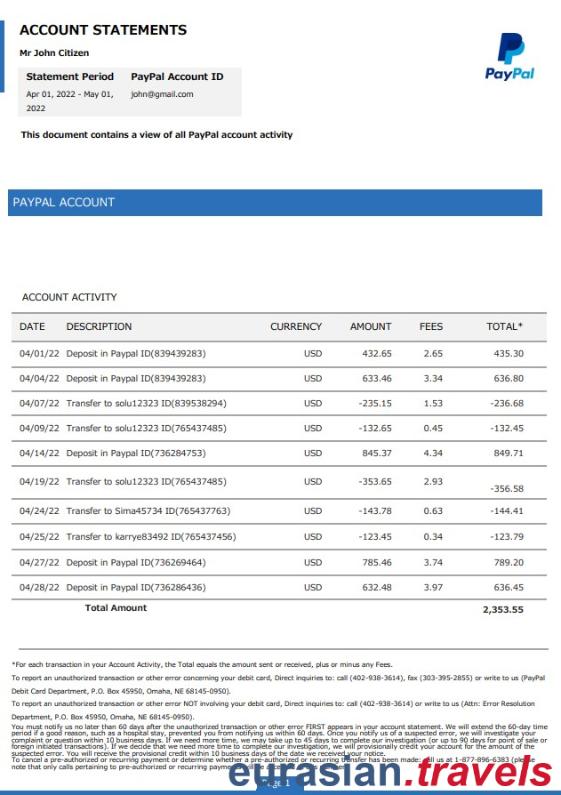 ACCOUNT STATEMENTS
Mr John Citizen
PayPal
Statement Period PayPal Account ID
Apr 01, 2022 - May 01, john@gmail.com
2022
This document contains a view of all PayPal account activity
PAYPAL ACCOUNT
ACCOUNT ACTIVITY
DATE DESCRIPTION CURRENCY AMOUNT FEES TOTAL*
04/01/22 Deposit in Paypal ID(839439283) USD 432.65 2.65 435.30
04/04/22 Deposit in Paypal ID(839439283) USD 633.46 3.34 636.80
04/07/22 Transfer to solu12323 ID(839538294) USD -235.15 1.53 -236.68
04/09/22 Transfer to solu12323 ID(765437485) USD -132.65 0.45 -132.45
04/14/22 Deposit in Paypal ID(736284753) USD 845.37 4.34 849.71
04/19/22 Transfer to solu12323 ID(765437485) USD -353.65 2.93 -356.58
04/24/22 Transfer to Sima45734 ID(765437763) USD -143.78 0.63 -144.41
04/25/22 Transfer to karrye83492 ID(765437456) USD -123.45 0.34 -123.79
04/27/22 Deposit in Paypal ID(736269464) USD 785.46 3.74 789.20
04/28/22 Deposit in Paypal ID(736286436) USD 632.48 3.97 636.45
Total Amount 2,353.55
*For each transaction in your Account Activity, the Total equals the amount sent or received, plus or minus any Fees.
To report an unauthorized transaction or other error concerning your debit card, Direct inquiries to: call (402-938-3614), fax (303-395-2855) or write to us (PayPal
Debit Card Department, P.O. Box 45950, Omaha, NE 68145-0950).
To report an unauthorized transaction or other error NOT involving your debit card, Direct inquiries to: call (402-938-3614) or write to us (Attn: Error Resolution
Department, P.O. Box 45950, Omaha, NE 68145-0950).
You must notify us no later than 60 days after the unauthorized transaction or other error FIRST appears in your account statement. We will extend the 60-day time
period if a good reason, such as a hospital stay, prevented you from notifying us within 60 days. Once you notify us of a suspected error, we will investigate your
complaint or question within 10 business days. If we need more time, we may take up to 45 days to complete our investigation (or up to 90 days for point of sale or
foreign initiated transactions). If we decide that we need more time to complete our investigation, we will provisionally credit your account for the amount of the
suspected error. You will receive the provisional credit within 10 business days of the date we received your notice.
To cancel a pre-authorized or recurring payment or determine whether a pre-authorized or recurring transfer has been made: call us at 1-877-896-6383 (please
note that only calls pertaining to pre-authorized or recurring payments will be
Page 1
eurasian.travels